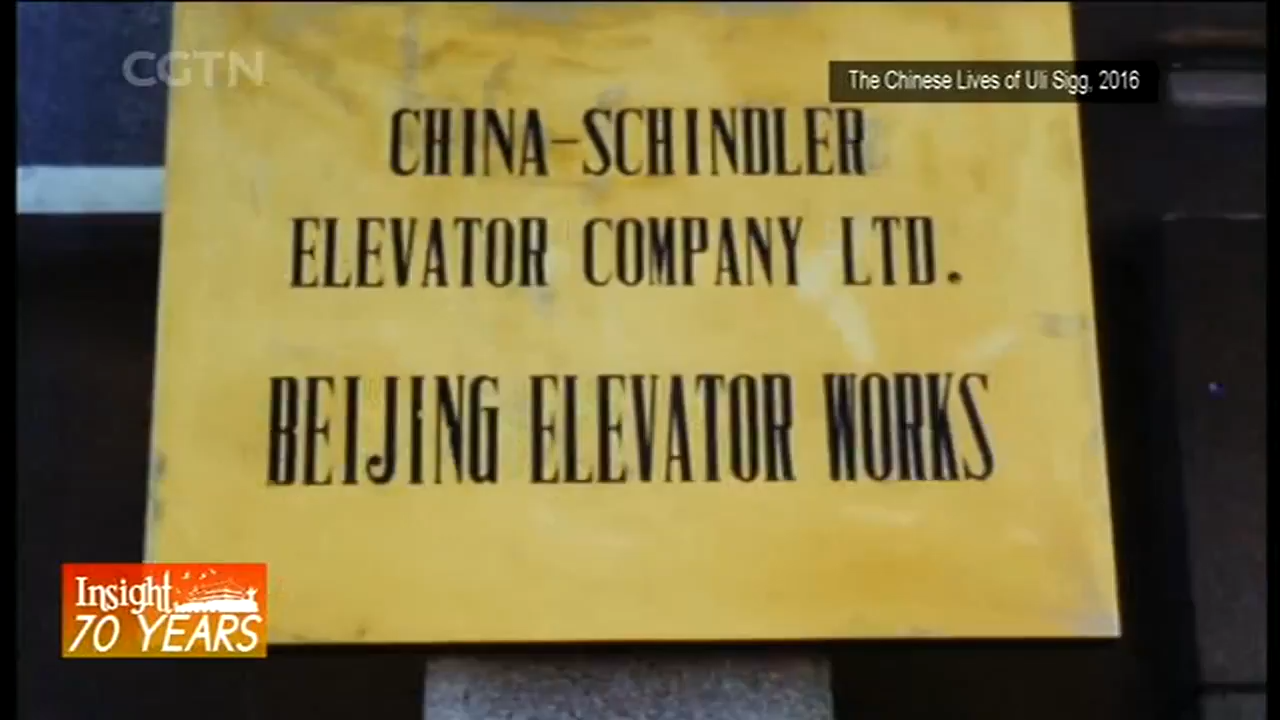 CGTN
The Chinese Lives of Uli Sigg, 2016
CHINA-SCHINDLER
ELEVATOR COMPANY LTD.
BEIJING ELEVATOR WORKS
Insight
70 YEARS